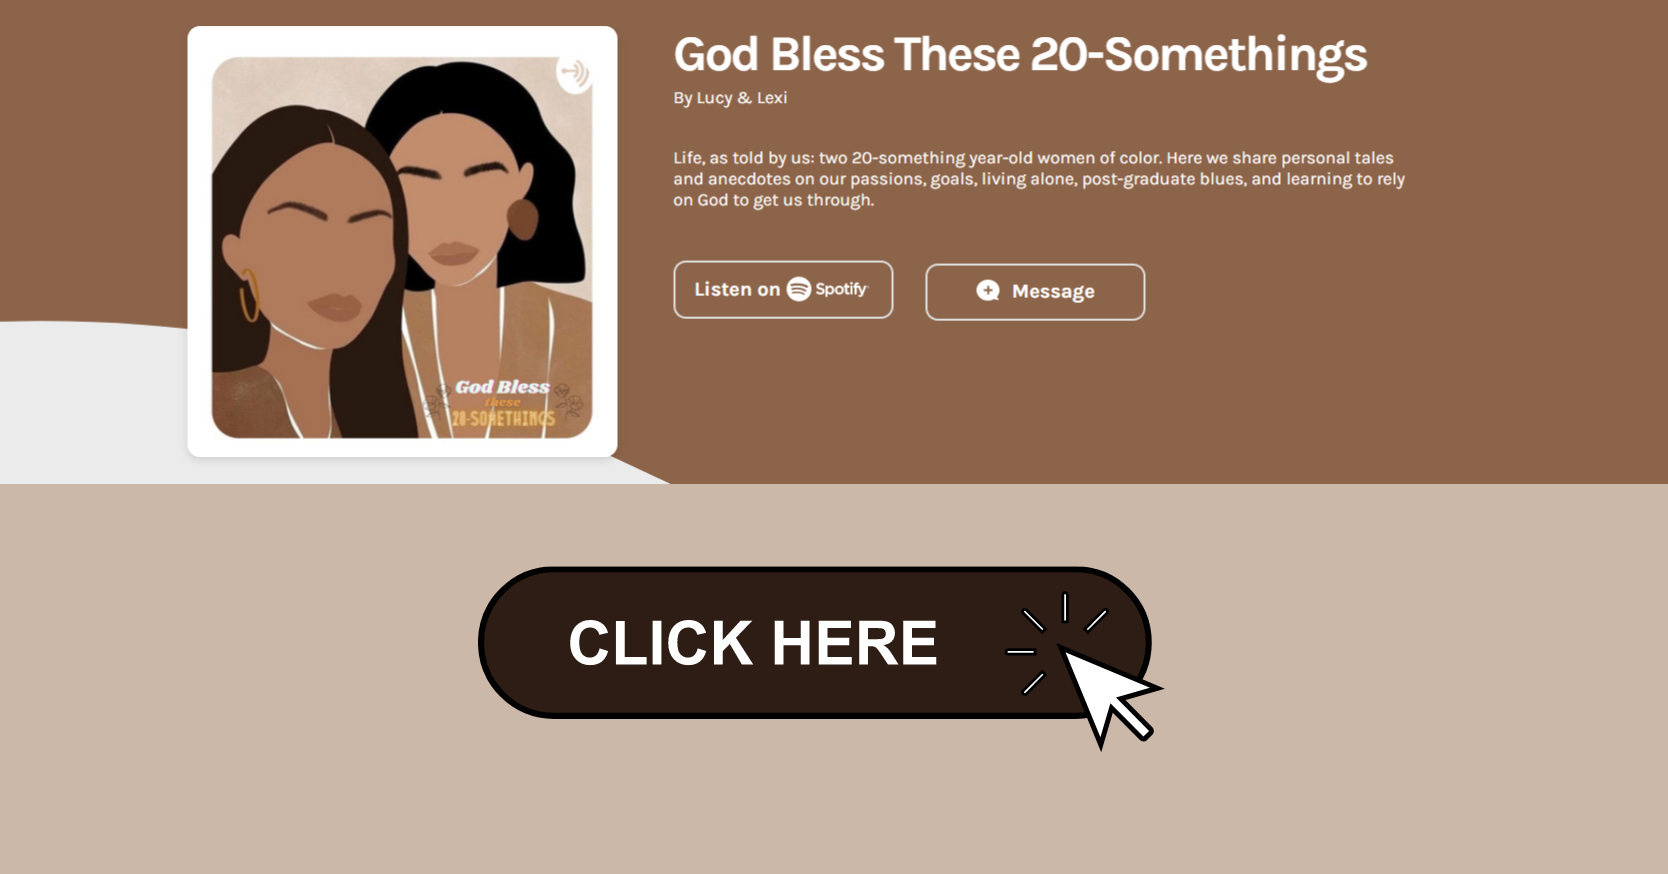 God Bless These 20-Somethings
By Lucy & Lexi
Life, as told by us: two 20-something year-old women of color. Here we share personal tales
and anecdotes on our passions, goals, living alone, post-graduate blues, and learning to rely
on God to get us through.
Listen on Spotify
Message
God Bless
these
20-SOMETHINGS
CLICK HERE